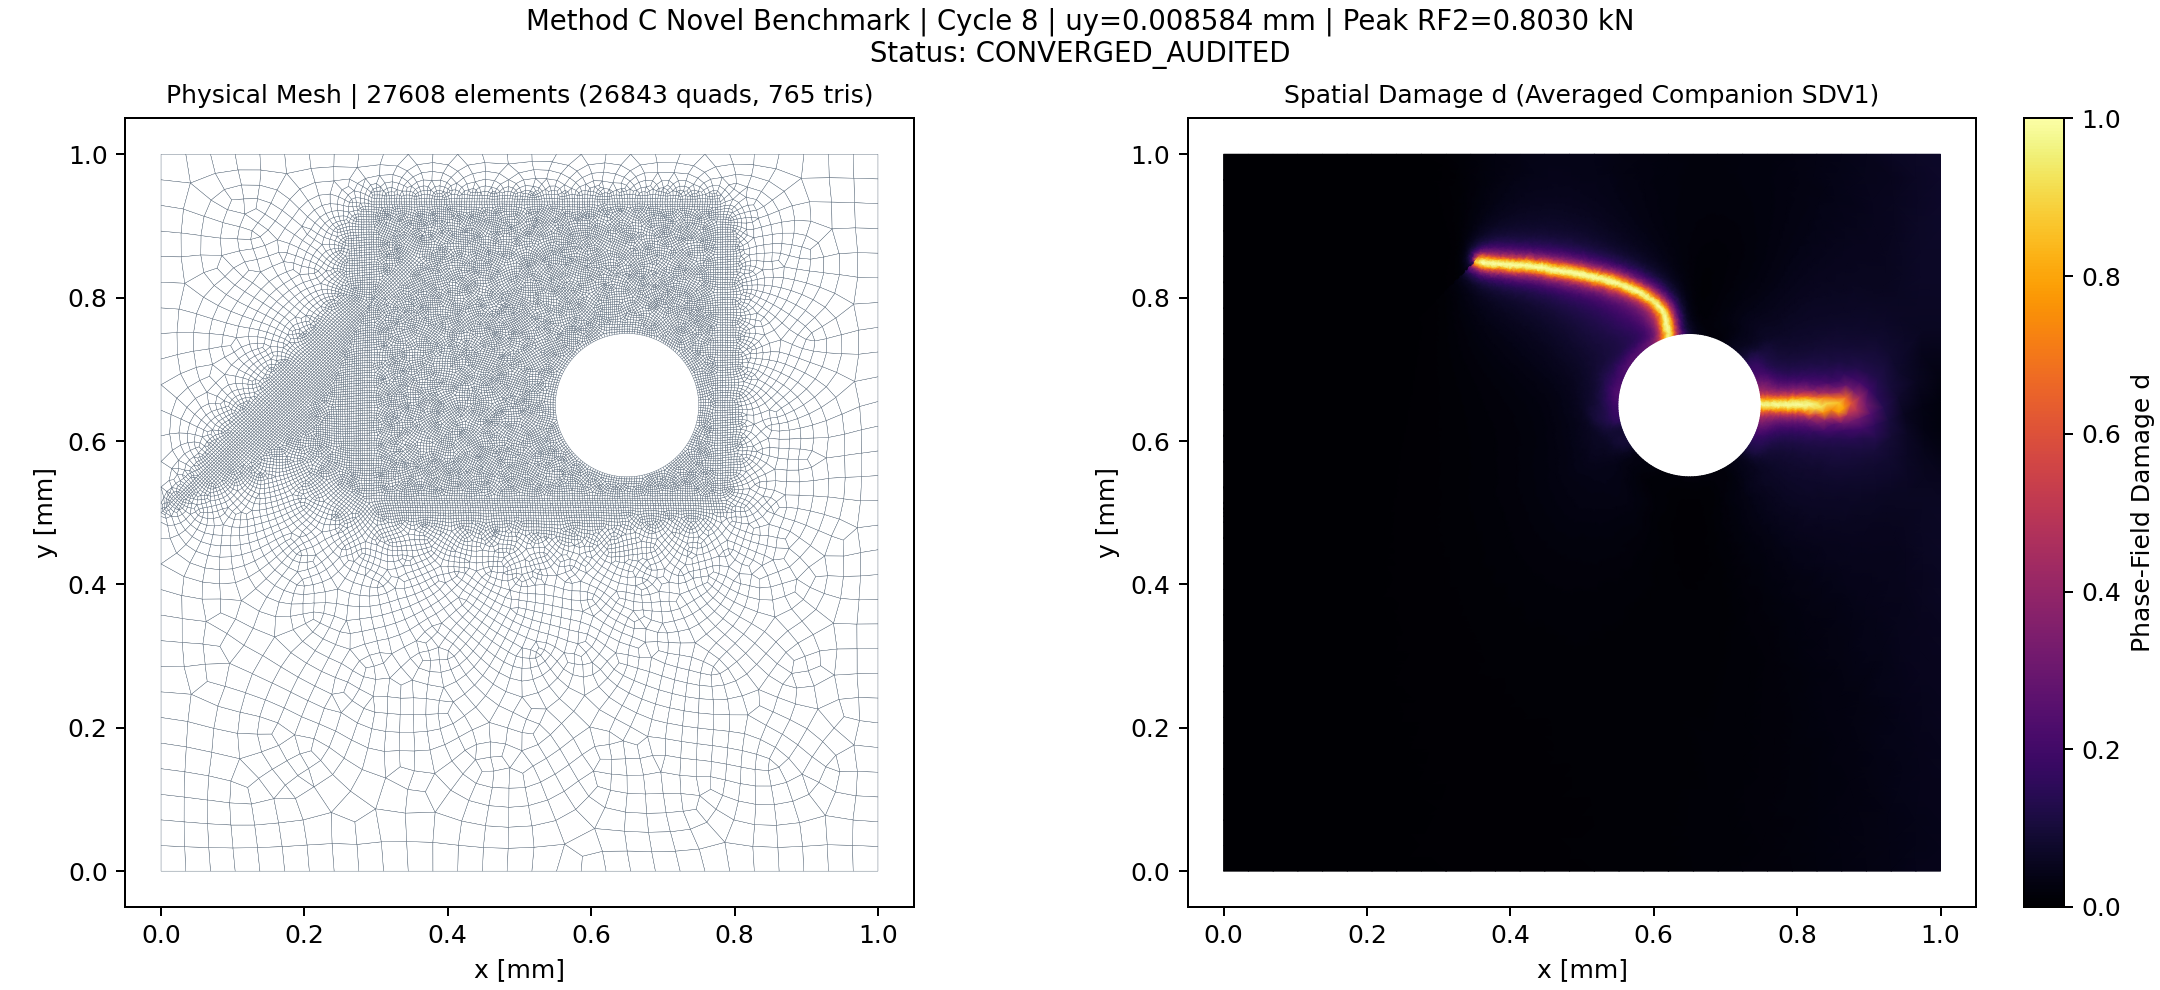 Method C Novel Benchmark | Cycle 8 | uy=0.008584 mm | Peak RF2=0.8030 kN
Status: CONVERGED_AUDITED
Physical Mesh | 27608 elements (26843 quads, 765 tris)
1.0
0.8
0.6
0.4
0.2
0.0
y [mm]
0.0 0.2 0.4 0.6 0.8 1.0
x [mm]
Spatial Damage d (Averaged Companion SDV1)
1.0
0.8
0.6
0.4
0.2
0.0
y [mm]
0.0 0.2 0.4 0.6 0.8 1.0
x [mm]
1.0
0.8
0.6
0.4
0.2
0.0
Phase-Field Damage d